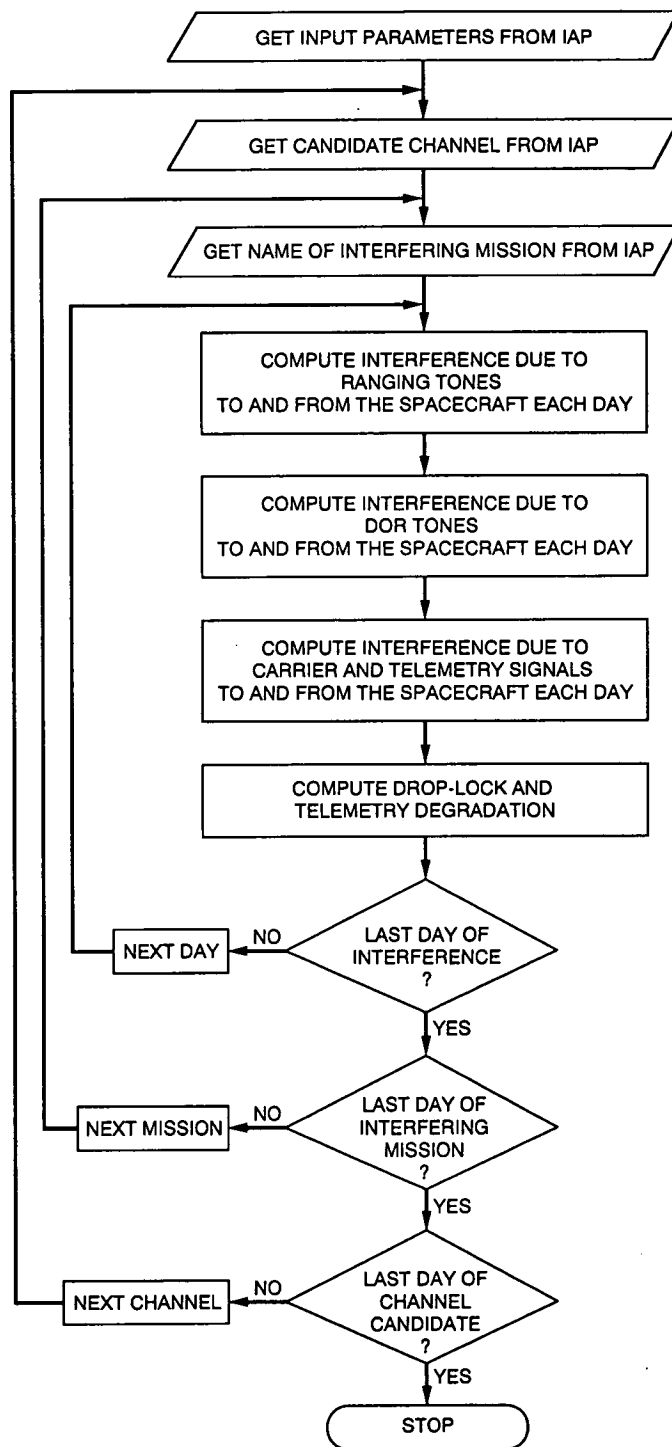 GET INPUT PARAMETERS FROM IAP
GET CANDIDATE CHANNEL FROM IAP
GET NAME OF INTERFERING MISSION FROM IAP
COMPUTE INTERFERENCE DUE TO
RANGING TONES
TO AND FROM THE SPACECRAFT EACH DAY
COMPUTE INTERFERENCE DUE TO
DOR TONES
TO AND FROM THE SPACECRAFT EACH DAY
COMPUTE INTERFERENCE DUE TO
CARRIER AND TELEMETRY SIGNALS
TO AND FROM THE SPACECRAFT EACH DAY
COMPUTE DROP-LOCK AND
TELEMETRY DEGRADATION
LAST DAY OF
INTERFERENCE
?
NO
NEXT DAY
YES
LAST DAY OF
INTERFERING
MISSION
?
NO
NEXT MISSION
YES
LAST DAY OF
CHANNEL
CANDIDATE
?
NO
NEXT CHANNEL
YES
STOP